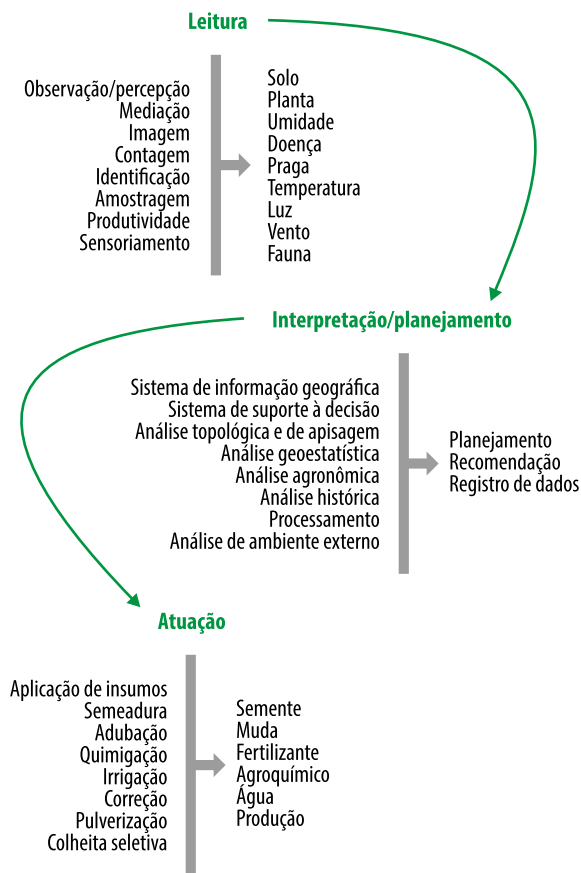 Leitura
Observação/percepção
Mediação
Imagem
Contagem
Identificação
Amostragem
Produtividade
Sensoriamento
Solo
Planta
Umidade
Doença
Praga
Temperatura
Luz
Vento
Fauna
Interpretação/planejamento
Sistema de informação geográfica
Sistema de suporte à decisão
Análise topológica e de apisagem
Análise geoestatística
Análise agronômica
Análise histórica
Processamento
Análise de ambiente externo
Planejamento
Recomendação
Registro de dados
Atuação
Aplicação de insumos
Semeadura
Adubação
Quimigação
Irrigação
Correção
Pulverização
Colheita seletiva
Semente
Muda
Fertilizante
Agroquímico
Água
Produção